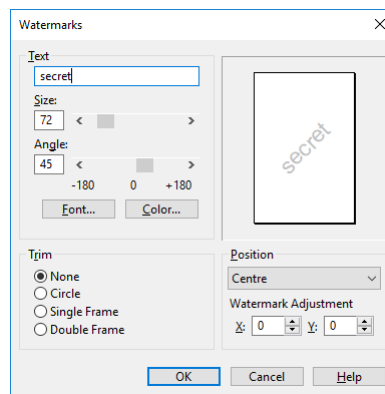 Watermarks
Text
secret
Size:
72
Angle:
45
-180 0 +180
Font... Color...
secret
Trim
None
Circle
Single Frame
Double Frame
Position
Centre
Watermark Adjustment
X: 0 Y: 0
OK Cancel Help